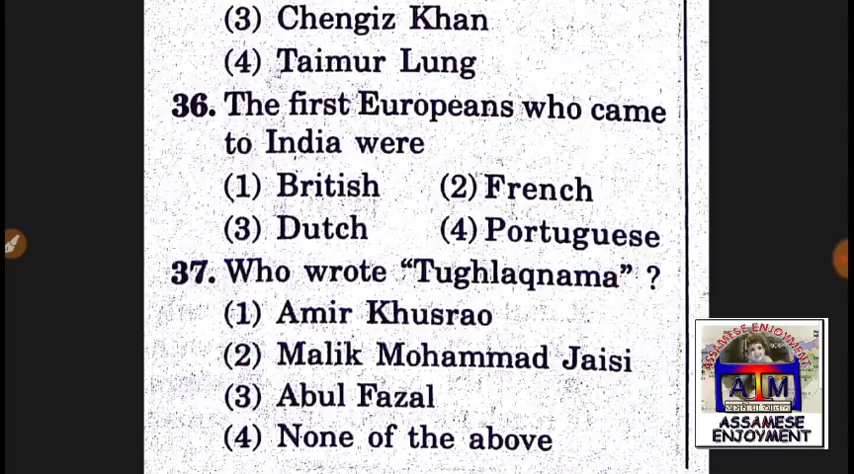 (3) Chengiz Khan
(4) Taimur Lung
36. The first Europeans who came
to India were
(1) British (2) French
(3) Dutch (4) Portuguese
37. Who wrote “Tughlaqnama” ?
(1) Amir Khusrao
(2) Malik Mohammad Jaisi
(3) Abul Fazal
(4) None of the above
ASSAMESE ENJOYMENT
ATM
ASSAMESE
ENJOYMENT